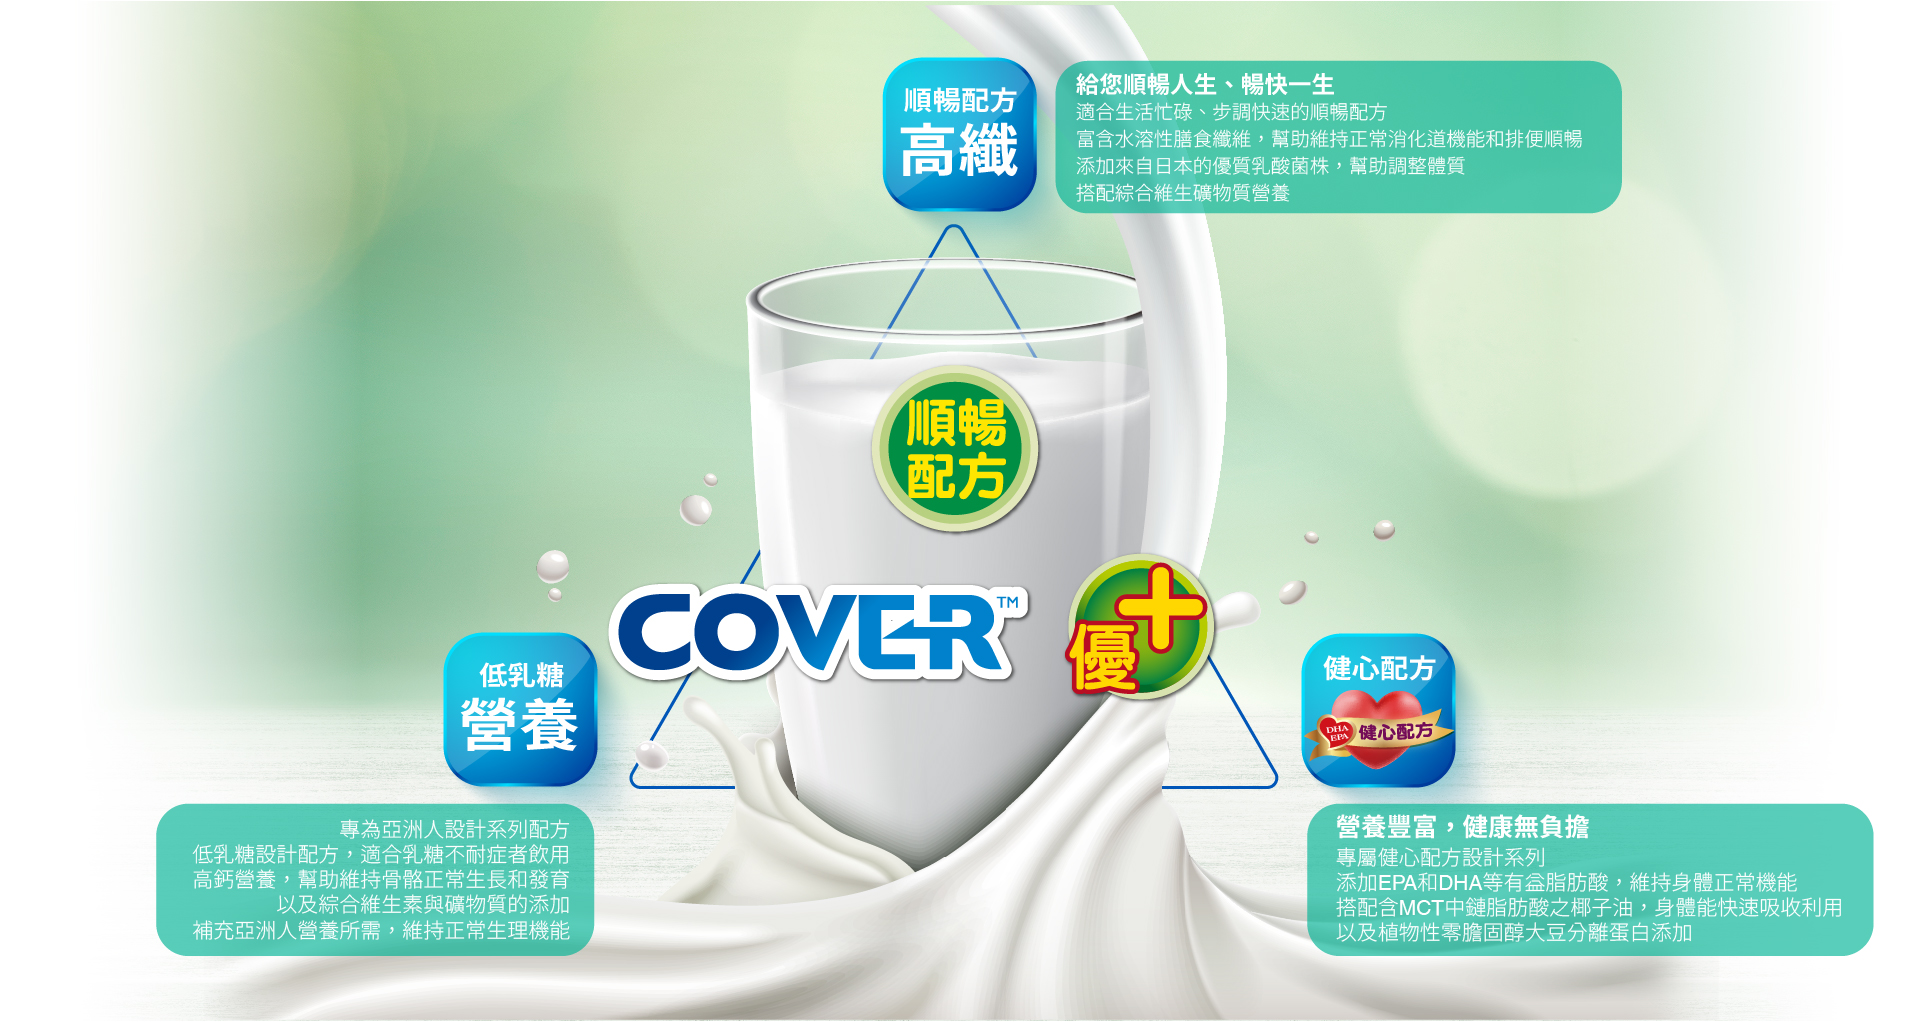 順暢配方
高纖
給您順暢人生、暢快一生
適合生活忙碌、步調快速的順暢配方
富含水溶性膳食纖維，幫助維持正常消化道機能和排便順暢
添加來自日本的優質乳酸菌株，幫助調整體質
搭配綜合維生礦物質營養
順暢
配方
COVER™
優+
低乳糖
營養
專為亞洲人設計系列配方
低乳糖設計配方，適合乳糖不耐症者飲用
高鈣營養，幫助維持骨骼正常生長和發育
以及綜合維生素與礦物質的添加
補充亞洲人營養所需，維持正常生理機能
健心配方
DHA
EPA
健心配方
營養豐富，健康無負擔
專屬健心配方設計系列
添加EPA和DHA等有益脂肪酸，維持身體正常機能
搭配含MCT中鏈脂肪酸之椰子油，身體能快速吸收利用
以及植物性零膽固醇大豆分離蛋白添加